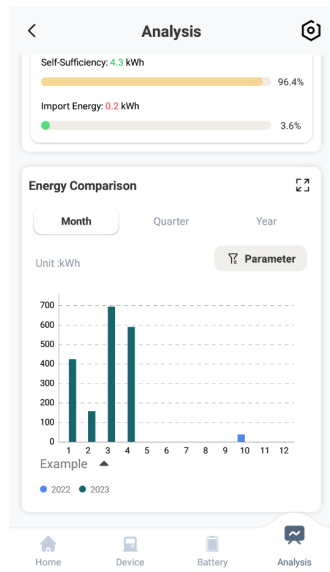 Analysis
Self-Sufficiency: 4.3 kWh
96.4%
Import Energy: 0.2 kWh
3.6%
Energy Comparison
Month Quarter Year
Unit :kWh
Parameter
700
600
500
400
300
200
100
0
1 2 3 4 5 6 7 8 9 10 11 12
Example
2022 2023
Home Device Battery Analysis